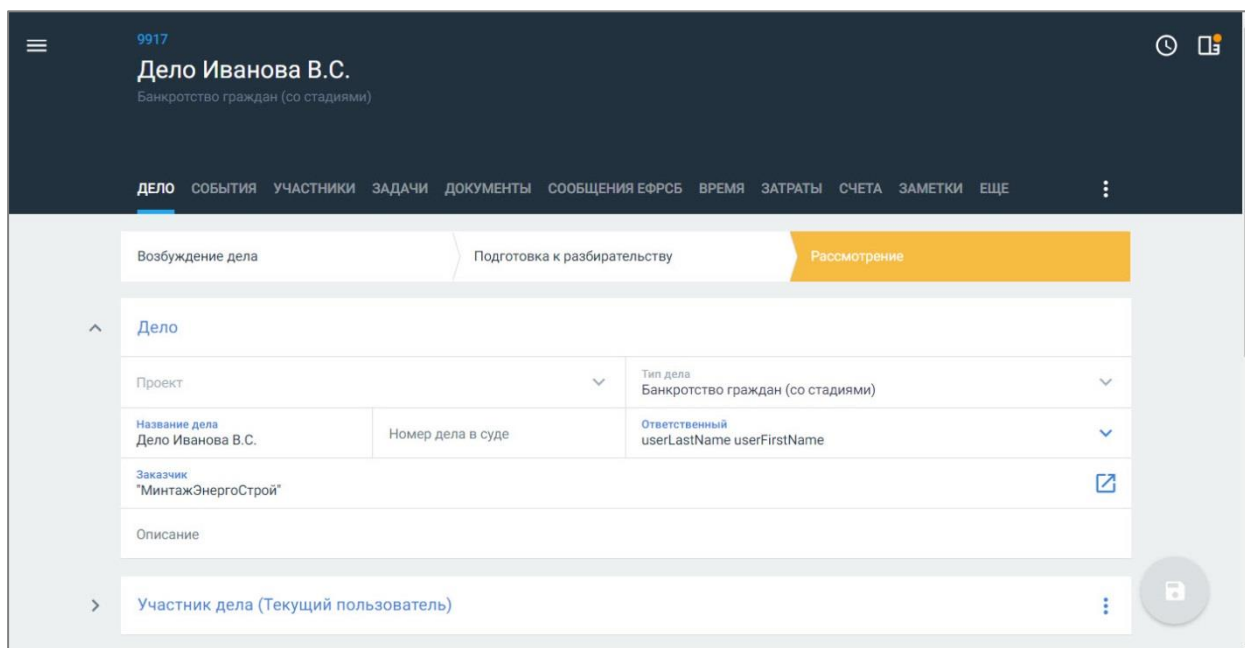 9917
Дело Иванова В.С.
Банкротство граждан (со стадиями)
ДЕЛО СОБЫТИЯ УЧАСТНИКИ ЗАДАЧИ ДОКУМЕНТЫ СООБЩЕНИЯ ЕФРСБ ВРЕМЯ ЗАТРАТЫ СЧЕТА ЗАМЕТКИ ЕЩЕ
Возбуждение дела Подготовка к разбирательству Рассмотрение
Дело
Проект
Тип дела
Банкротство граждан (со стадиями)
Название дела
Дело Иванова В.С.
Номер дела в суде
Ответственный
userLastName userFirstName
Заказчик
"МинтажЭнергоСтрой"
Описание
Участник дела (Текущий пользователь)